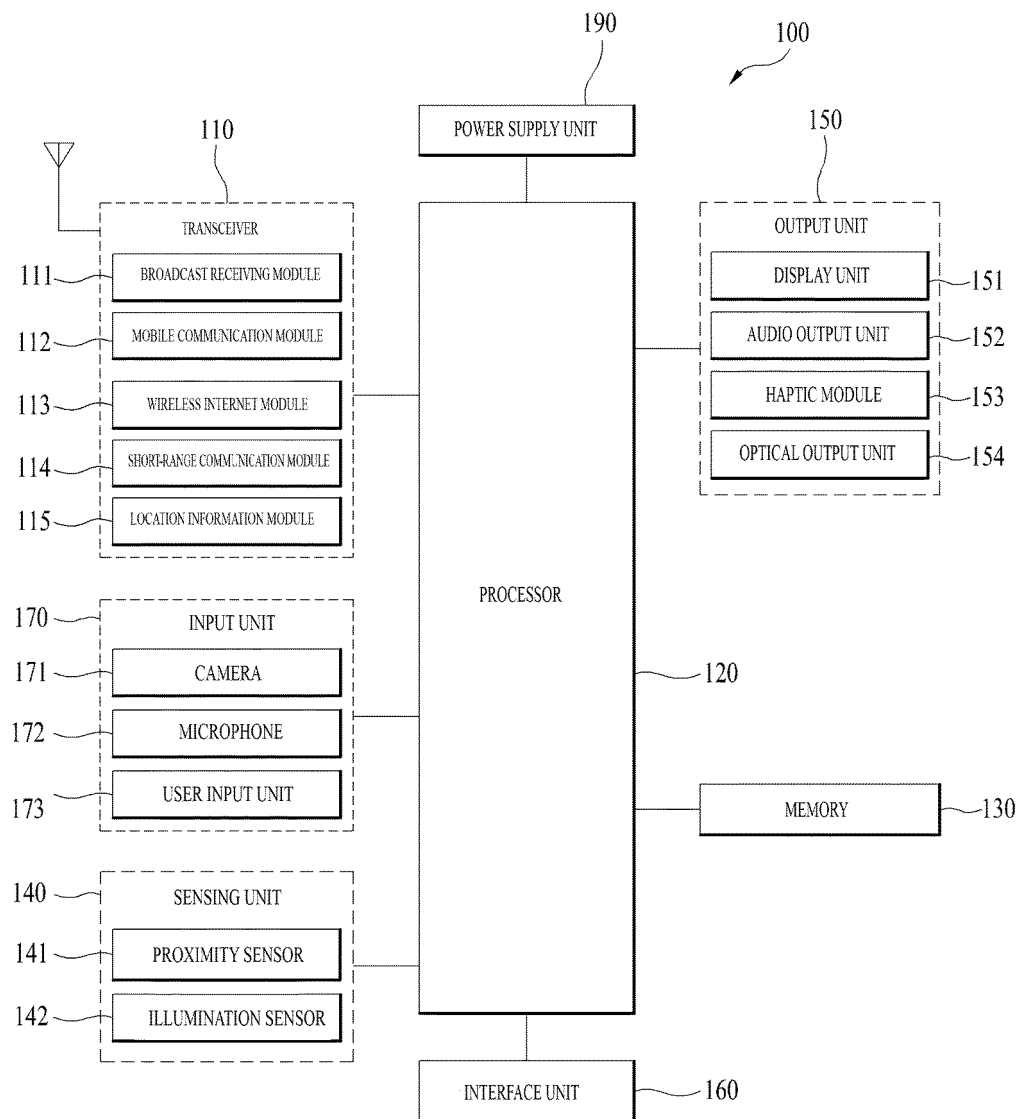 100
190
POWER SUPPLY UNIT
110
TRANSCEIVER
111
BROADCAST RECEIVING MODULE
112
MOBILE COMMUNICATION MODULE
113
WIRELESS INTERNET MODULE
114
SHORT-RANGE COMMUNICATION MODULE
115
LOCATION INFORMATION MODULE
150
OUTPUT UNIT
DISPLAY UNIT
151
AUDIO OUTPUT UNIT
152
HAPTIC MODULE
153
OPTICAL OUTPUT UNIT
154
PROCESSOR
120
170
INPUT UNIT
171
CAMERA
172
MICROPHONE
173
USER INPUT UNIT
MEMORY
130
140
SENSING UNIT
141
PROXIMITY SENSOR
142
ILLUMINATION SENSOR
INTERFACE UNIT
160